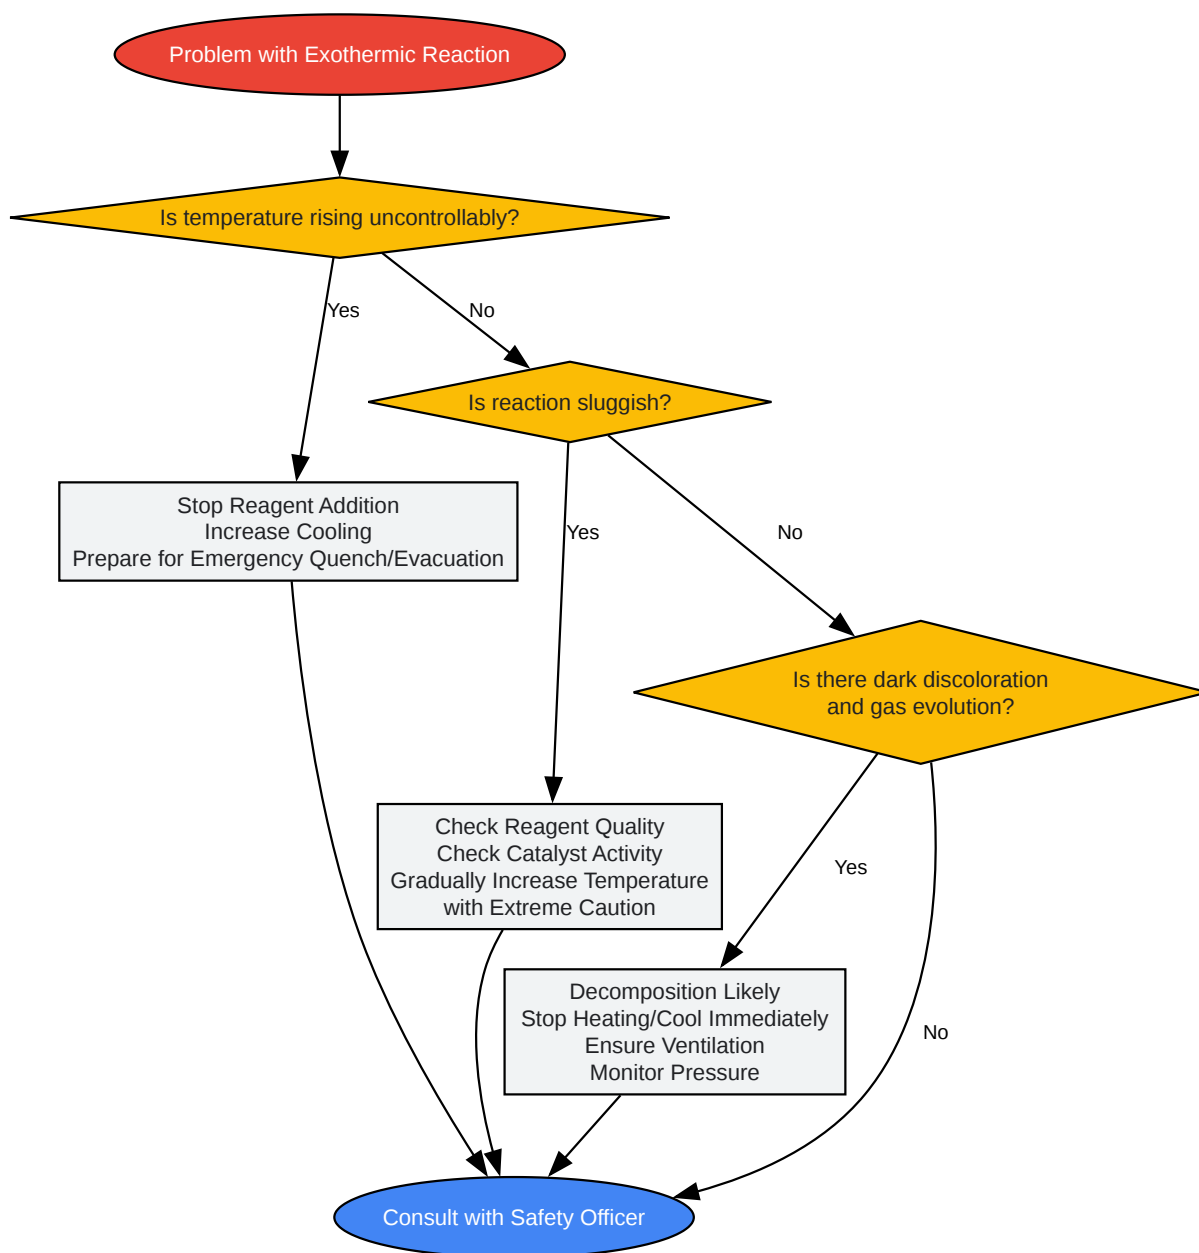 Problem with Exothermic Reaction
Is temperature rising uncontrollably?
Yes
No
Is reaction sluggish?
Stop Reagent Addition
Increase Cooling
Prepare for Emergency Quench/Evacuation
Yes
No
Is there dark discoloration
and gas evolution?
Check Reagent Quality
Check Catalyst Activity
Gradually Increase Temperature
with Extreme Caution
Yes
Decomposition Likely
Stop Heating/Cool Immediately
Ensure Ventilation
Monitor Pressure
No
Consult with Safety Officer